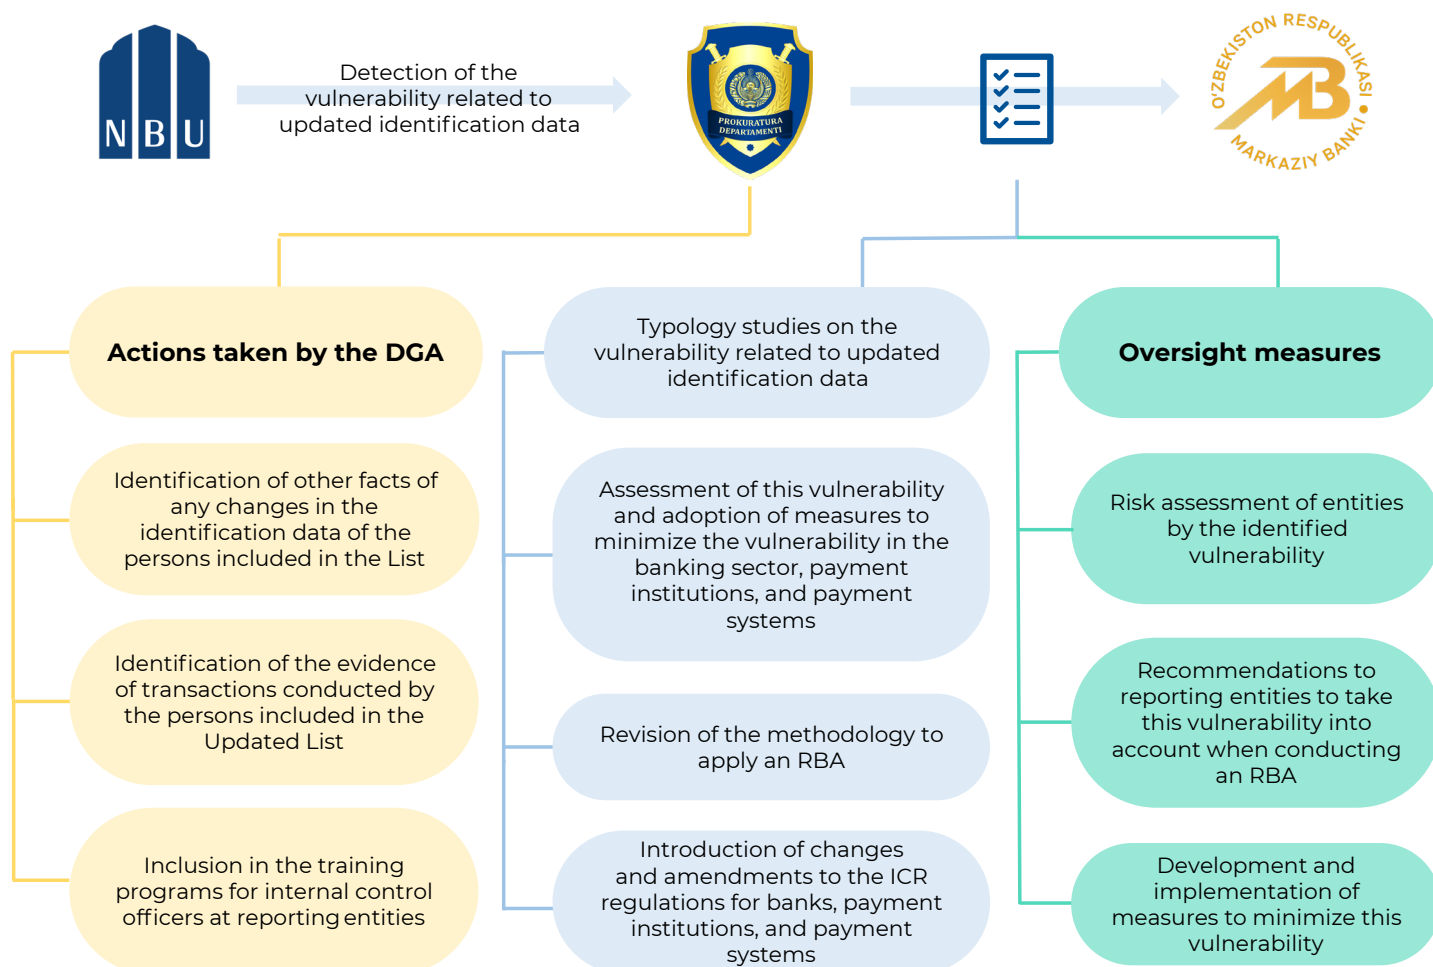 NBU
Detection of the
vulnerability related to
updated identification data
PROKURATURA
DEPARTAMENTI
O'ZBEKISTON RESPUBLIKASI
MARKAZIY BANKI
Actions taken by the DGA
Identification of other facts of
any changes in the
identification data of the
persons included in the List
Identification of the evidence
of transactions conducted by
the persons included in the
Updated List
Inclusion in the training
programs for internal control
officers at reporting entities
Typology studies on the
vulnerability related to updated
identification data
Assessment of this vulnerability
and adoption of measures to
minimize the vulnerability in the
banking sector, payment
institutions, and payment
systems
Revision of the methodology to
apply an RBA
Introduction of changes
and amendments to the ICR
regulations for banks, payment
institutions, and payment
systems
Oversight measures
Risk assessment of entities
by the identified
vulnerability
Recommendations to
reporting entities to take
this vulnerability into
account when conducting
an RBA
Development and
implementation of
measures to minimize this
vulnerability